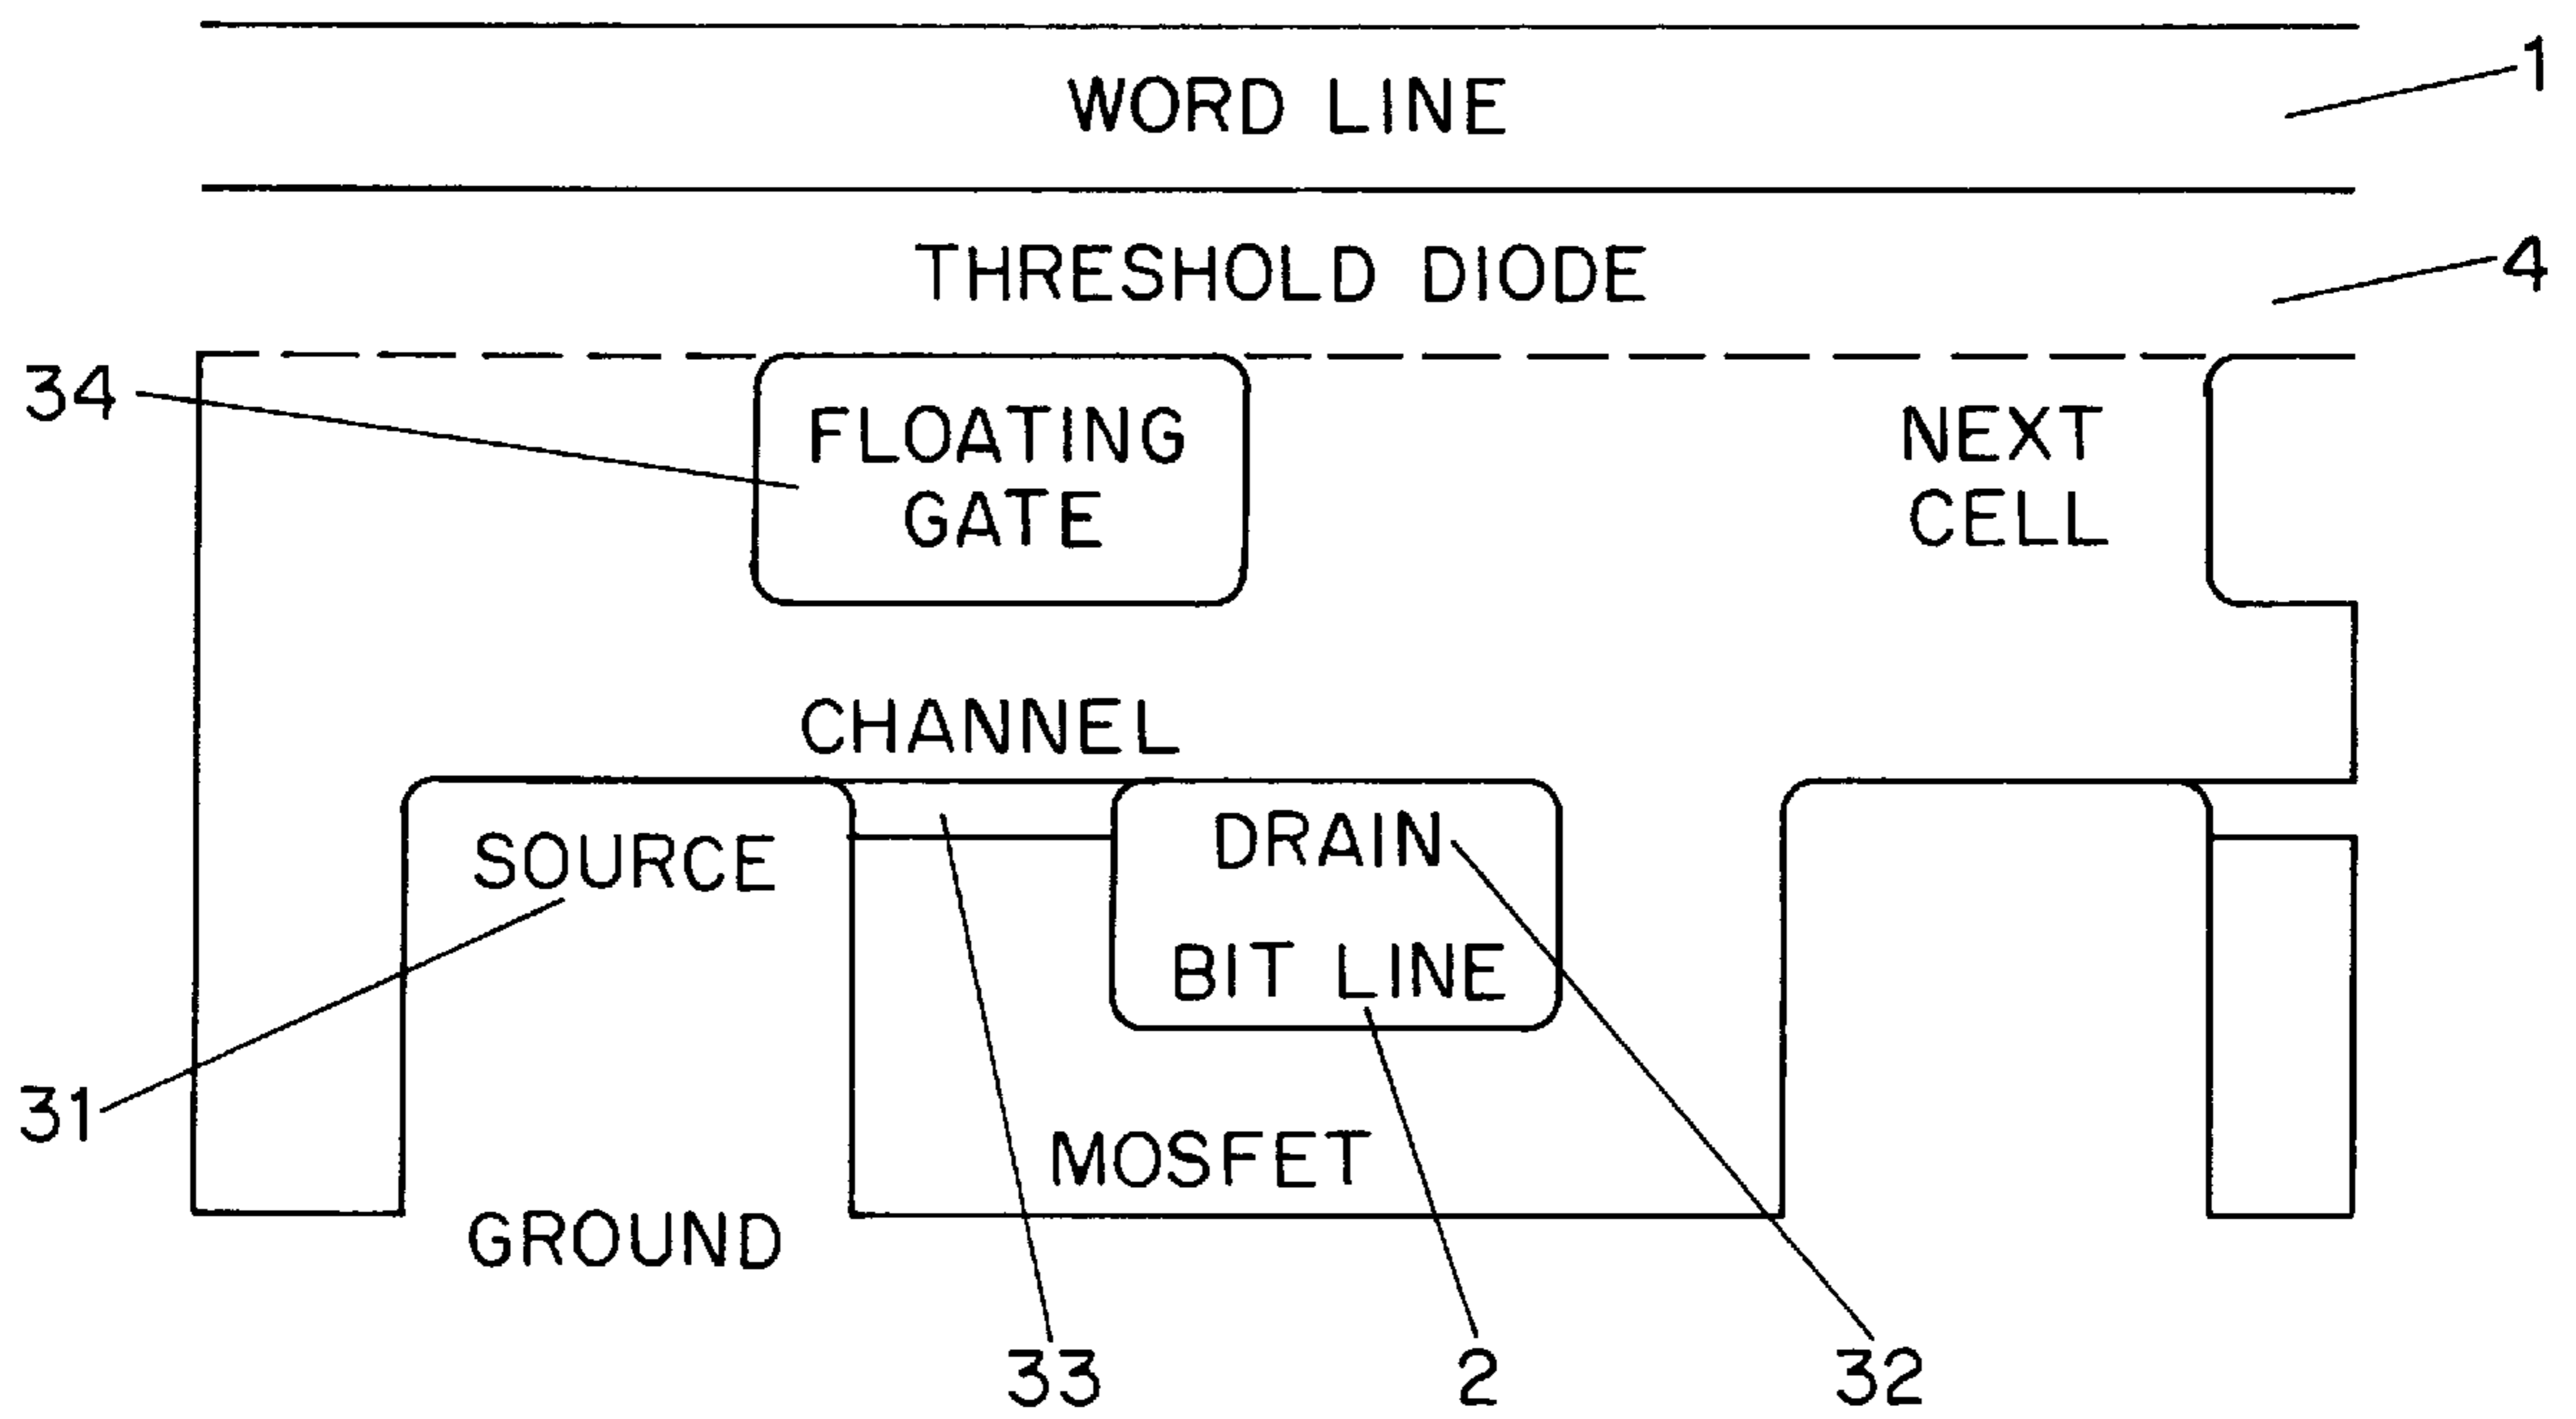 WORD LINE
1
THRESHOLD DIODE
4
34
FLOATING
GATE
NEXT
CELL
CHANNEL
SOURCE
DRAIN
BIT LINE
31
MOSFET
GROUND
33
2
32